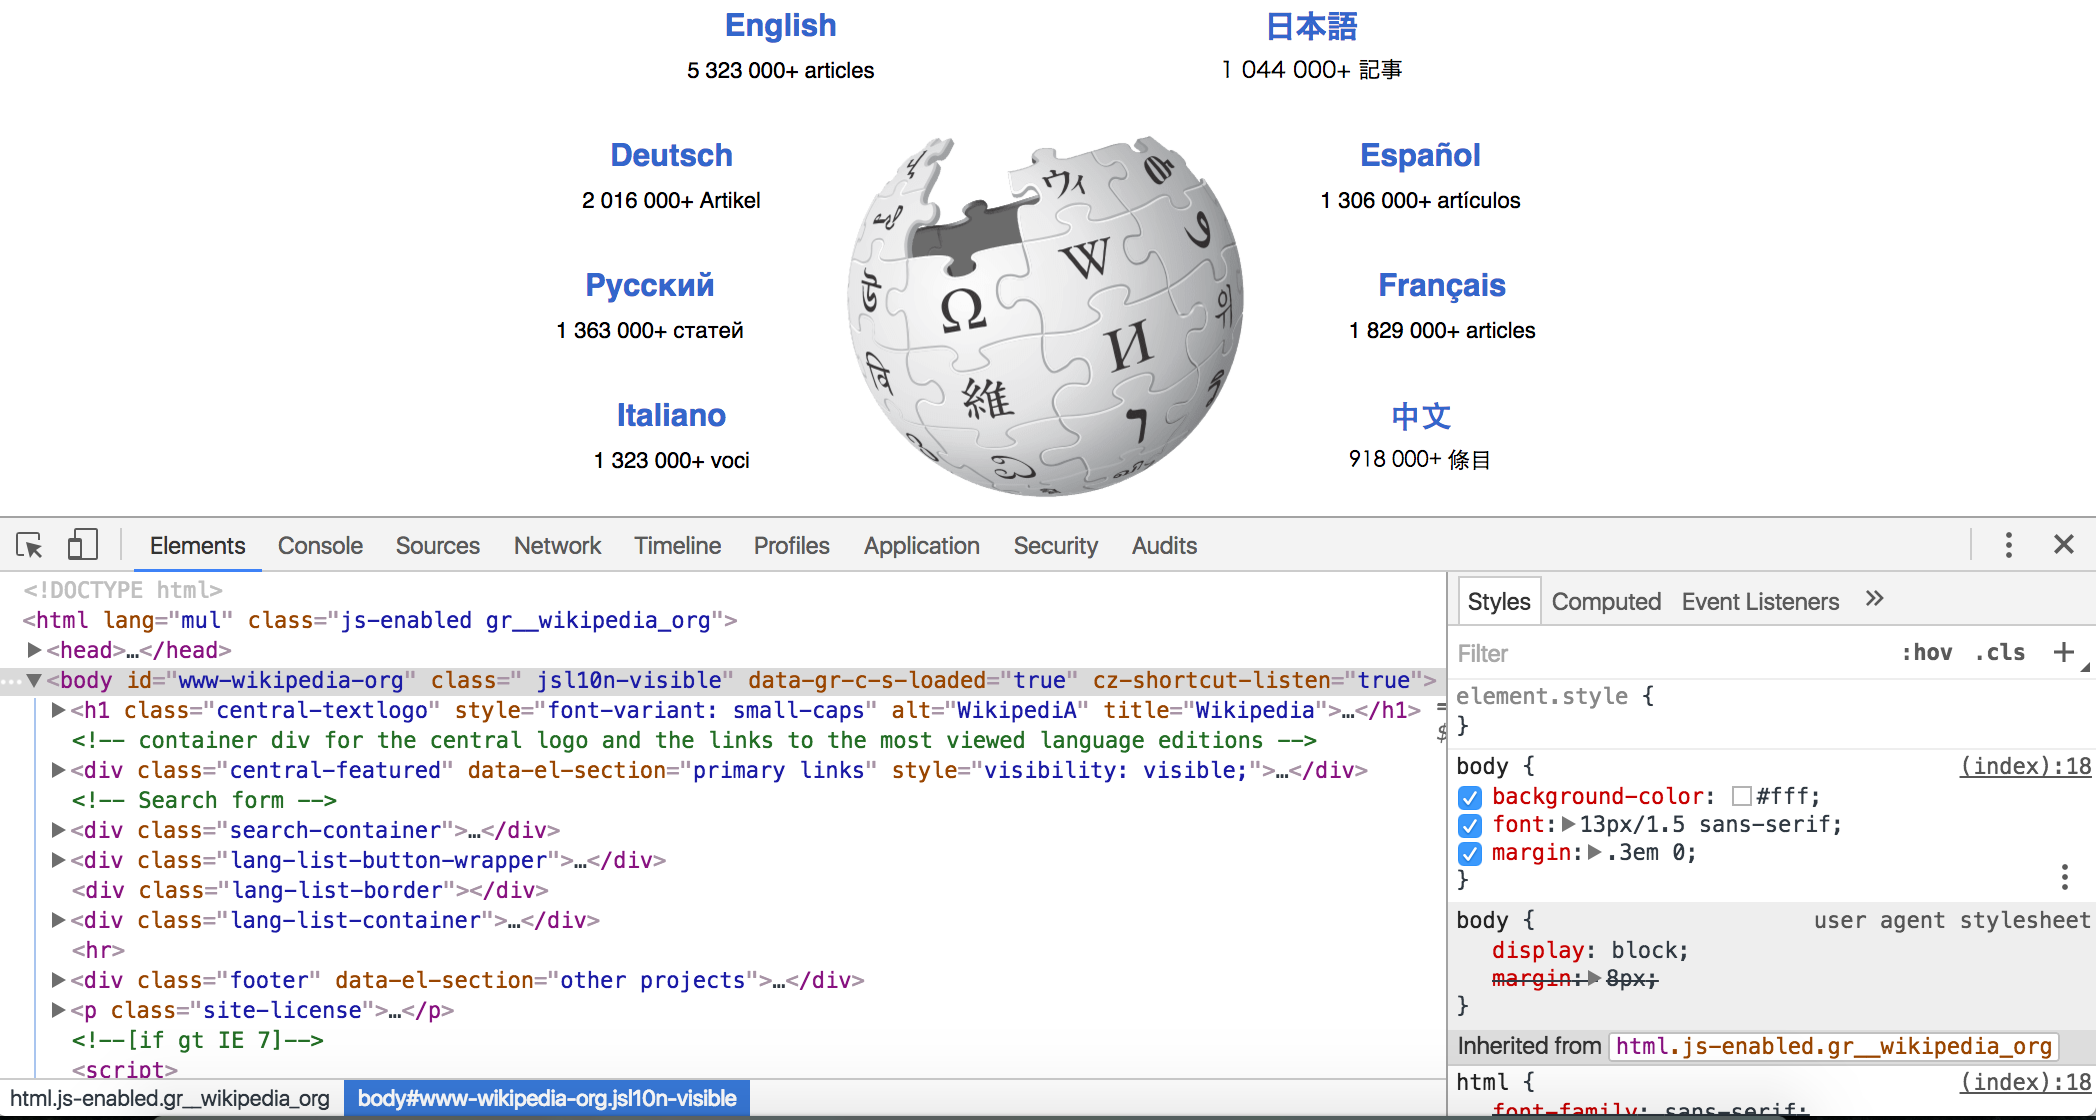 English
5 323 000+ articles
日本語
1 044 000+ 記事
Deutsch
2 016 000+ Artikel
Español
1 306 000+ artículos
Русский
1 363 000+ статей
Français
1 829 000+ articles
Italiano
1 323 000+ voci
中文
918 000+ 條目
ウィ
W
Ω
И
維
Elements Console Sources Network Timeline Profiles Application Security Audits
<!DOCTYPE html>
<html lang="mul" class="js-enabled gr__wikipedia_org">
<head>…</head>
<body id="www-wikipedia-org" class=" jsl10n-visible" data-gr-c-s-loaded="true" cz-shortcut-listen="true">
<h1 class="central-textlogo" style="font-variant: small-caps" alt="WikipediA" title="Wikipedia">…</h1>
<!-- container div for the central logo and the links to the most viewed language editions -->
<div class="central-featured" data-el-section="primary links" style="visibility: visible;">…</div>
<!-- Search form -->
<div class="search-container">…</div>
<div class="lang-list-button-wrapper">…</div>
<div class="lang-list-border"></div>
<div class="lang-list-container">…</div>
<hr>
<div class="footer" data-el-section="other projects">…</div>
<p class="site-license">…</p>
<!--[if gt IE 7]-->
<script>
html.js-enabled.gr__wikipedia_org body#www-wikipedia-org.jsl10n-visible
Styles Computed Event Listeners »
Filter :hov .cls +
element.style {
}
body { (index):18
background-color: #fff;
font: 13px/1.5 sans-serif;
margin: .3em 0;
}
body { user agent stylesheet
display: block;
margin: 8px;
}
Inherited from html.js-enabled.gr__wikipedia_org
html { (index):18
font-family: sans-serif;